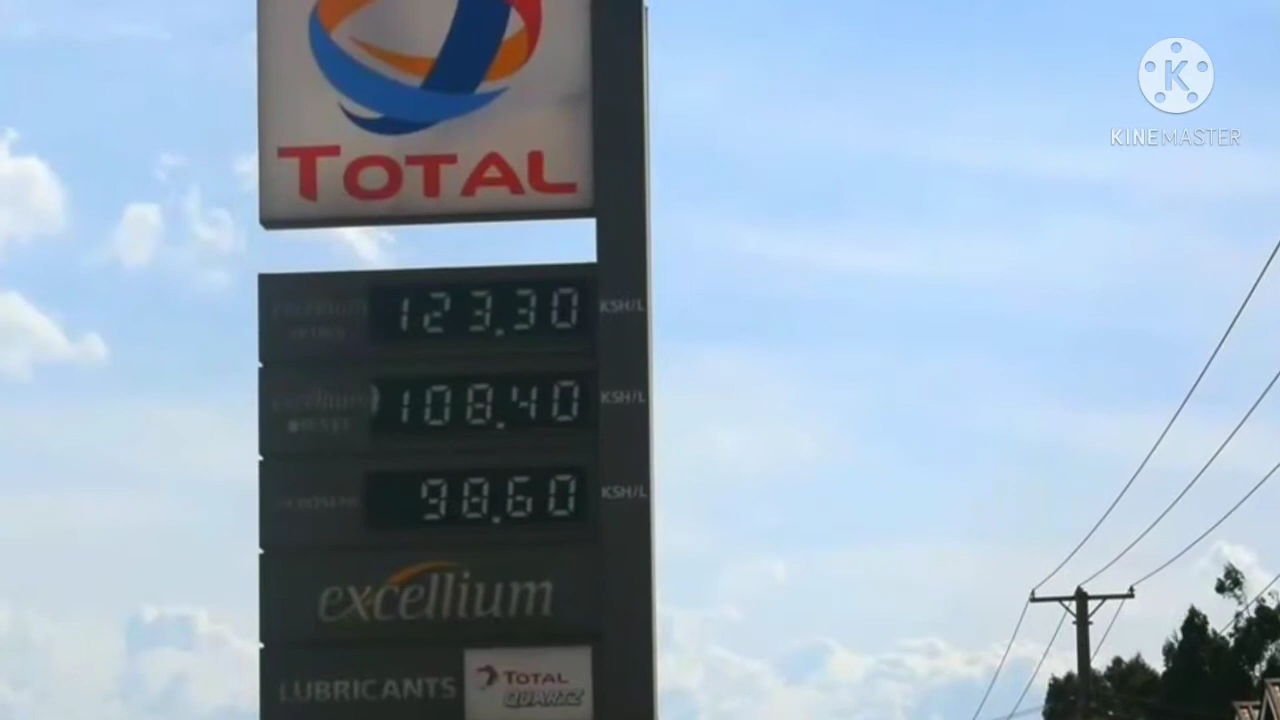 K
KINEMASTER
TOTAL
123.30 KSH/L
108.40 KSH/L
98.60 KSH/L
excellium
LUBRICANTS
TOTAL
QUARTZ